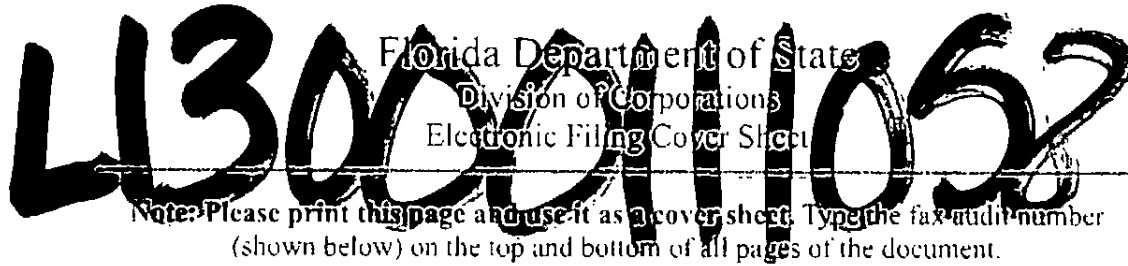 L13000111058
Florida Department of State
Division of Corporations
Electronic Filing Cover Sheet
Note: Please print this page and use it as a cover sheet. Type the fax audit number
(shown below) on the top and bottom of all pages of the document.